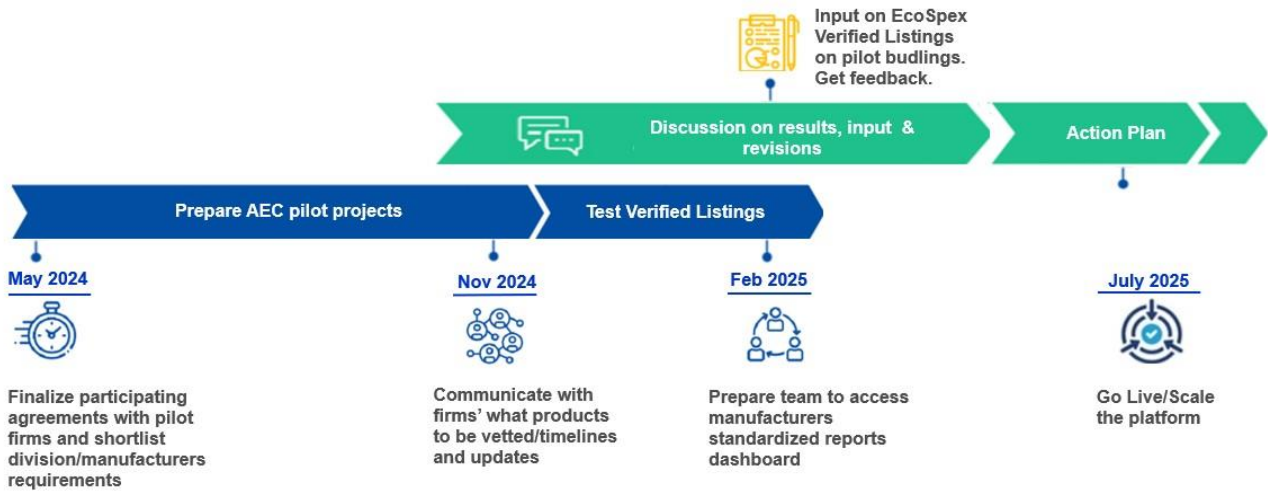 Input on EcoSpex
Verified Listings
on pilot budlings.
Get feedback.
Discussion on results, input &
revisions
Action Plan
Prepare AEC pilot projects
Test Verified Listings
May 2024
Nov 2024
Feb 2025
July 2025
Finalize participating
agreements with pilot
firms and shortlist
division/manufacturers
requirements
Communicate with
firms’ what products
to be vetted/timelines
and updates
Prepare team to access
manufacturers
standardized reports
dashboard
Go Live/Scale
the platform